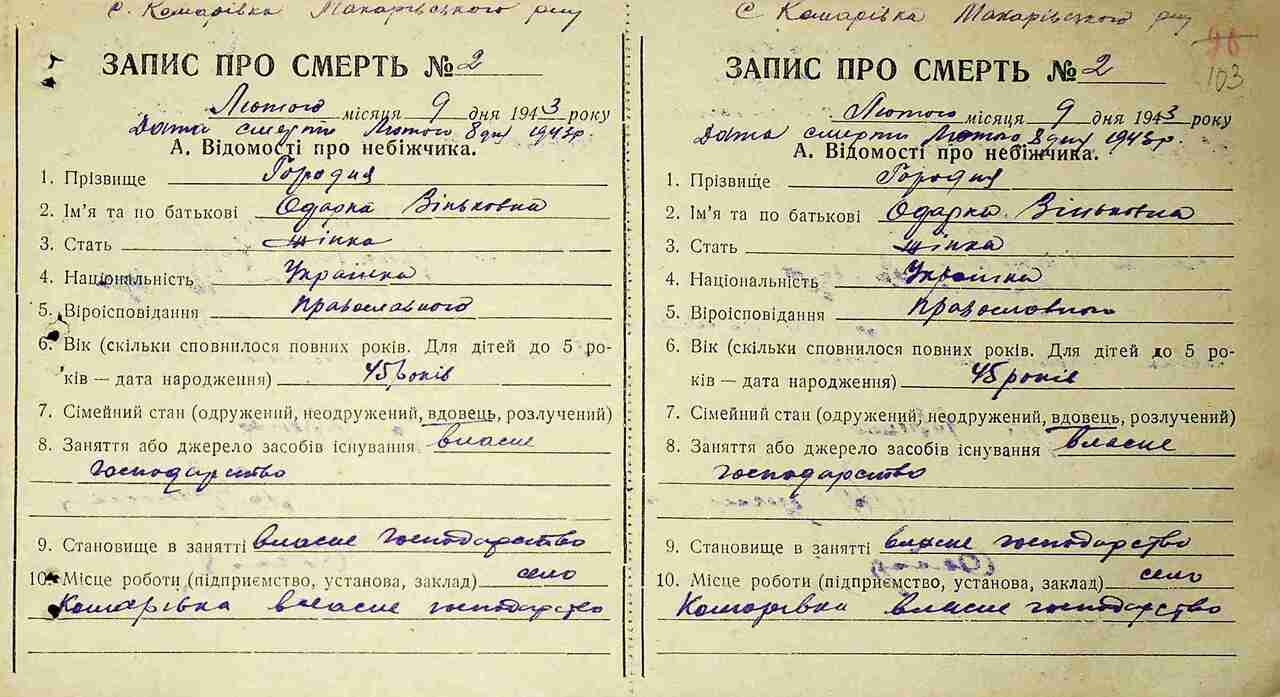 с. Комарівка Макарівського р-ну
ЗАПИС ПРО СМЕРТЬ № 2
Лютого місяця 9 дня 1943 року
Дата смерти Лютого 8 дня 1943 р.
А. Відомості про небіжчика.
1. Прізвище Городня
2. Ім'я та по батькові Одарка Зіньковна
3. Стать жінка
4. Національність Українка
5. Віроісповідання православного
6. Вік (скільки сповнилося повних років. Для дітей до 5 ро-
ків — дата народження) 45 років
7. Сімейний стан (одружений, неодружений, вдовець, розлучений)
8. Заняття або джерело засобів існування власне
господарство
9. Становище в занятті власне господарство
10. Місце роботи (підприємство, установа, заклад) село
Комарівка власне господарство
с. Комарівка Макарівського р-ну
98
103
ЗАПИС ПРО СМЕРТЬ № 2
Лютого місяця 9 дня 1943 року
Дата смерти Лютого 8 дня 1943 р.
А. Відомості про небіжчика.
1. Прізвище Городня
2. Ім'я та по батькові Одарка Зіньковна
3. Стать жінка
4. Національність Українка
5. Віроісповідання православного
6. Вік (скільки сповнилося повних років. Для дітей до 5 ро-
ків — дата народження) 45 років
7. Сімейний стан (одружений, неодружений, вдовець, розлучений)
8. Заняття або джерело засобів існування власне
господарство
9. Становище в занятті власне господарство
10. Місце роботи (підприємство, установа, заклад) село
Комарівка власне господарство